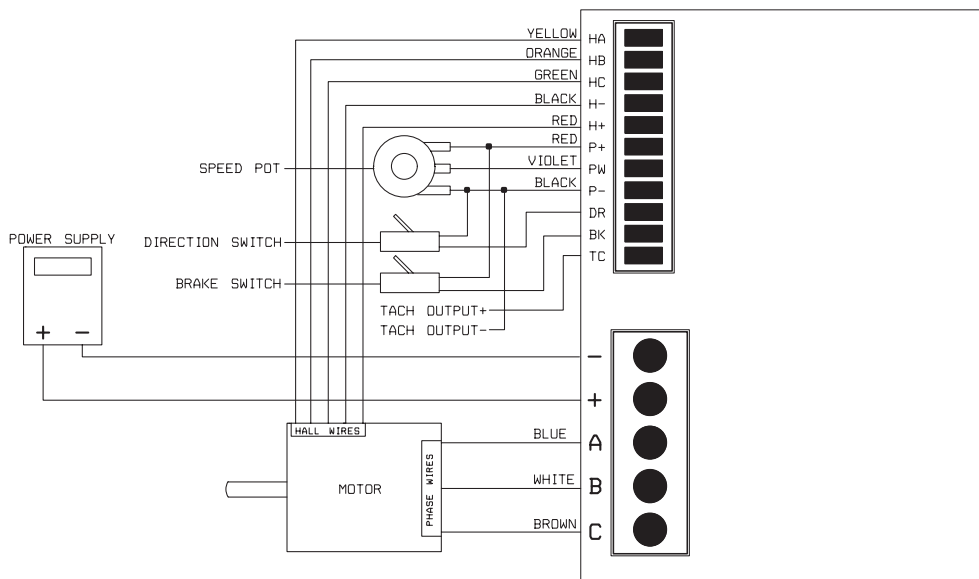 YELLOW HA
ORANGE HB
GREEN HC
BLACK H-
RED H+
RED P+
SPEED POT VIOLET PW
BLACK P-
DR
POWER SUPPLY DIRECTION SWITCH BK
BRAKE SWITCH TC
TACH OUTPUT+
TACH OUTPUT-
+ -
-
+
HALL WIRES
BLUE A
MOTOR PHASE WIRES WHITE B
BROWN C